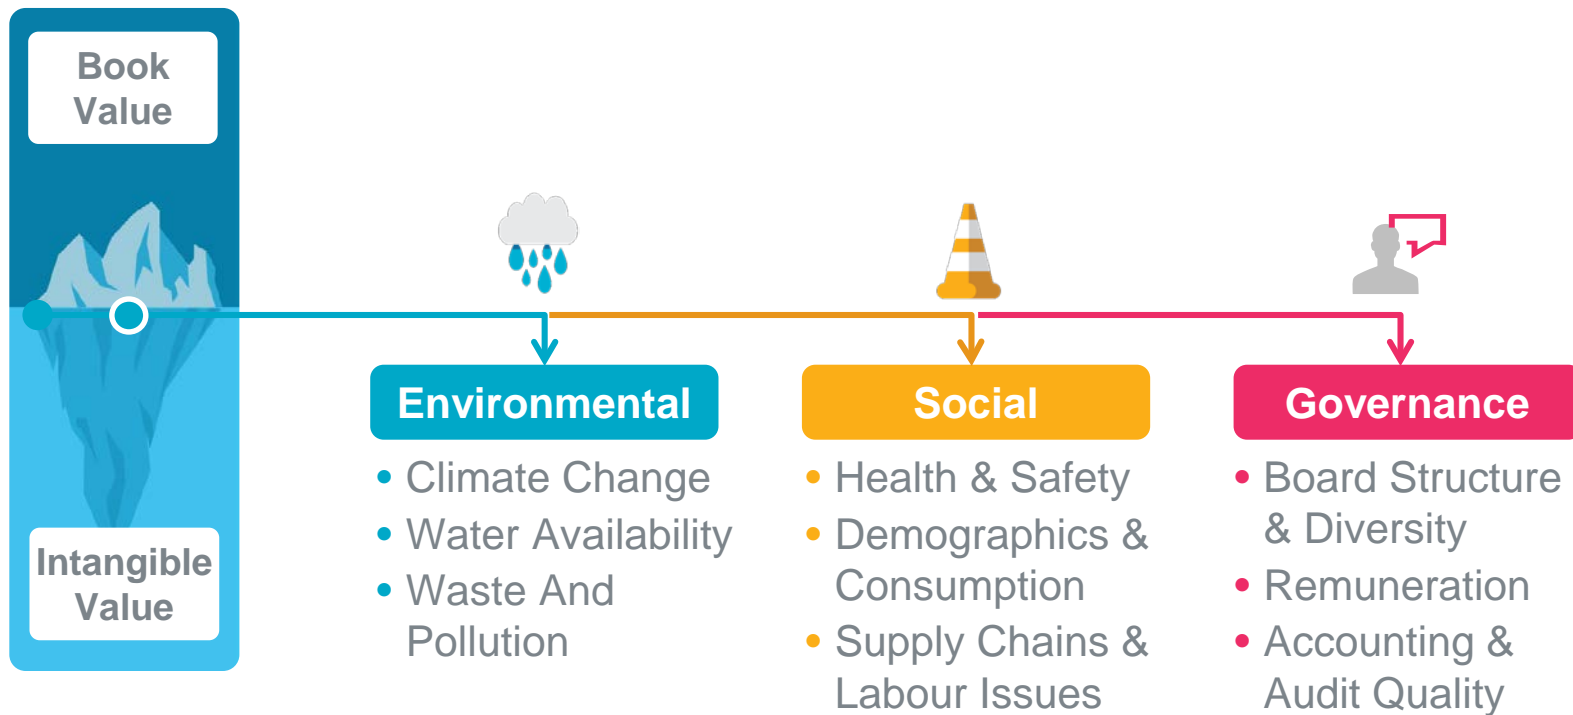 Book
Value
Intangible
Value
Environmental
• Climate Change
• Water Availability
• Waste And
Pollution
Social
• Health & Safety
• Demographics &
Consumption
• Supply Chains &
Labour Issues
Governance
• Board Structure
& Diversity
• Remuneration
• Accounting &
Audit Quality